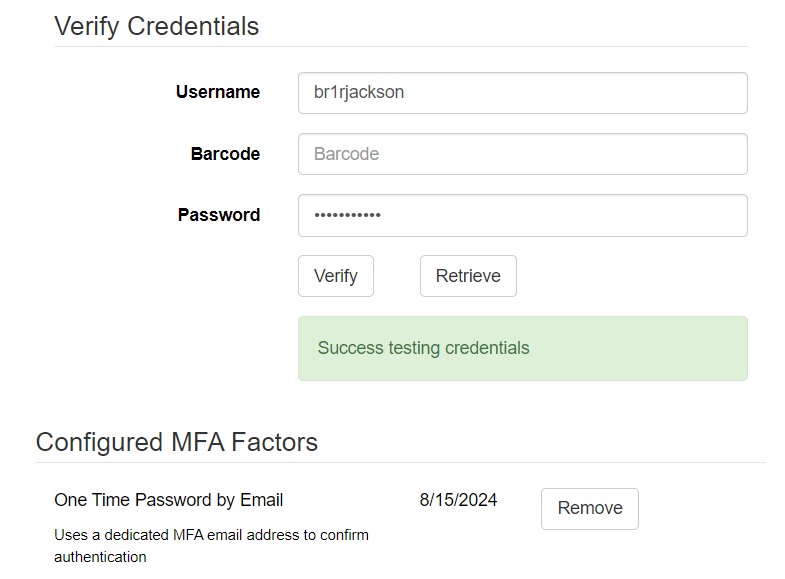 Verify Credentials
Username br1rjackson
Barcode Barcode
Password •••••••••••
Verify Retrieve
Success testing credentials
Configured MFA Factors
One Time Password by Email 8/15/2024 Remove
Uses a dedicated MFA email address to confirm
authentication